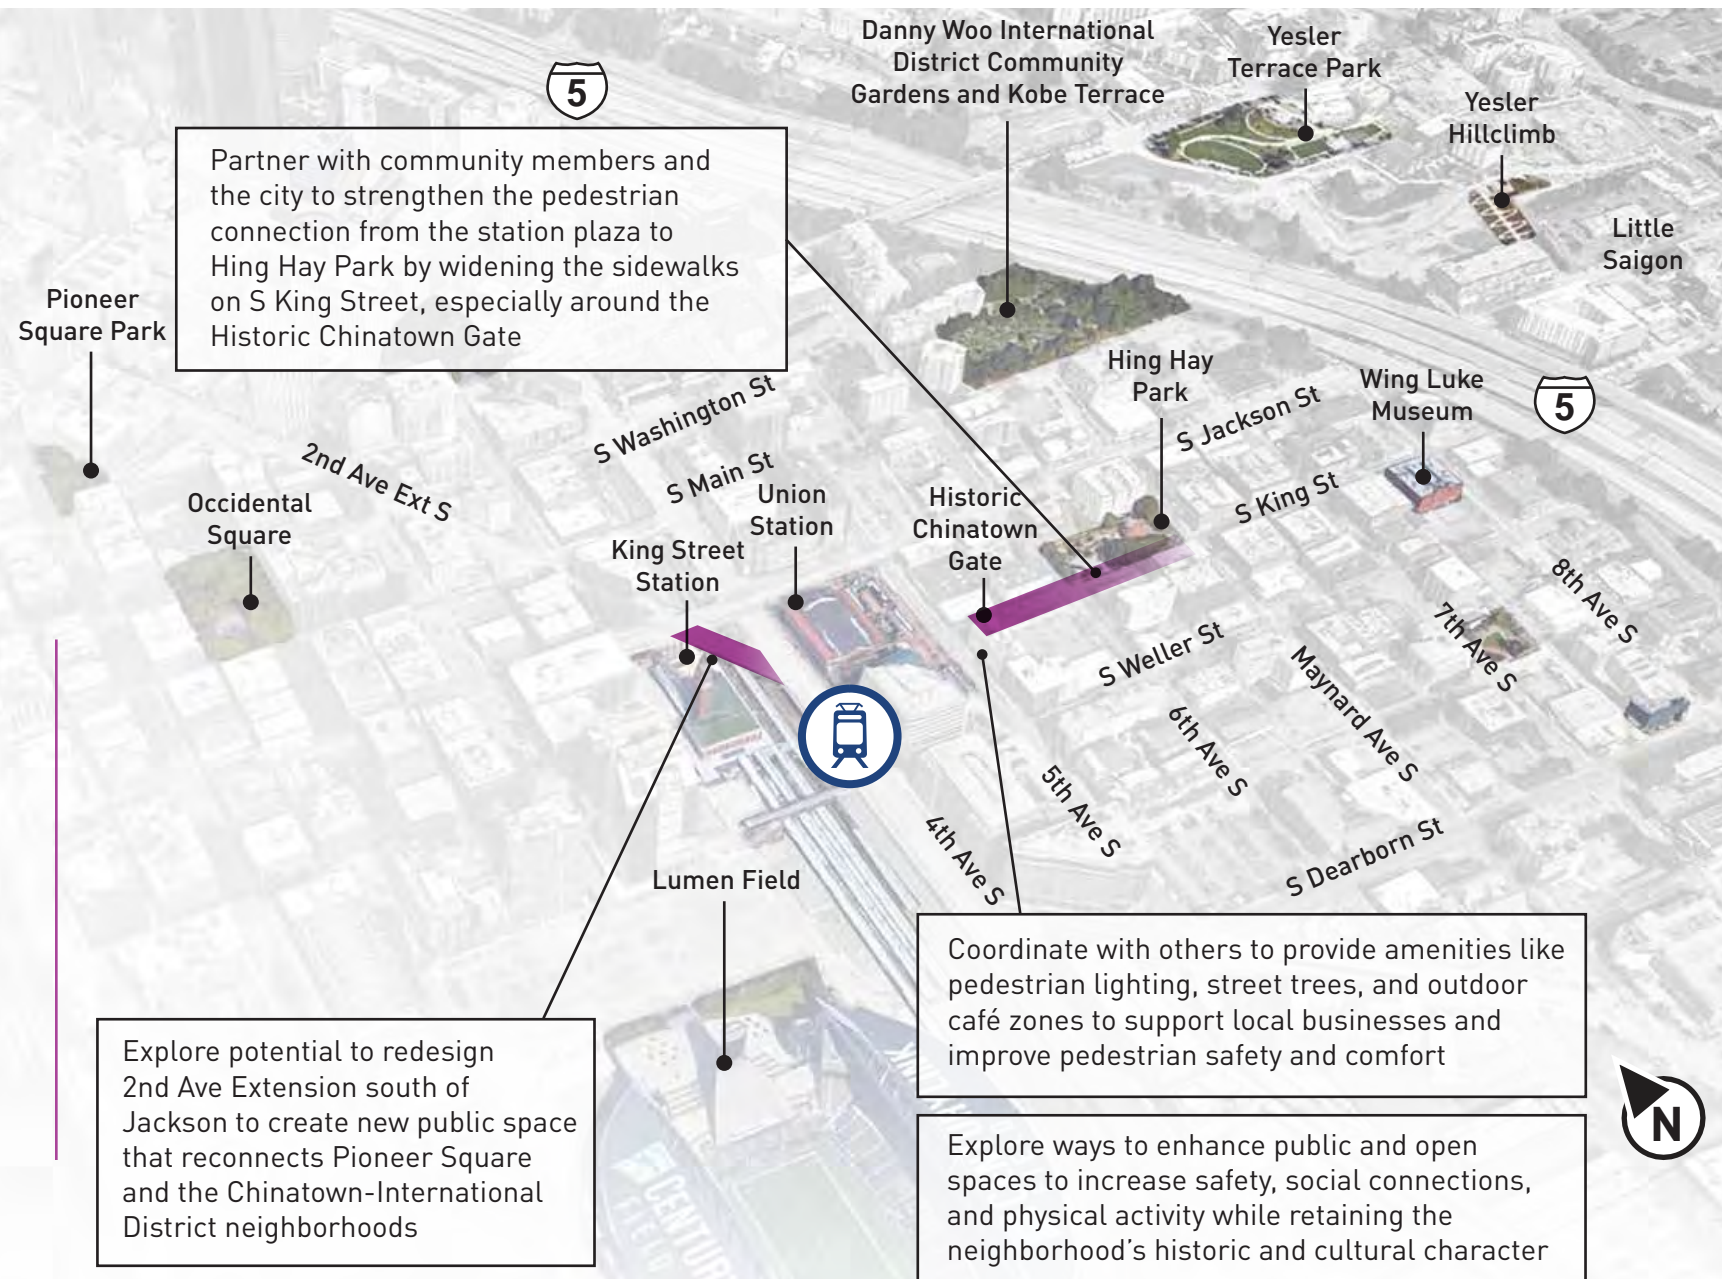 Danny Woo International
District Community
Gardens and Kobe Terrace
Yesler
Terrace Park
Yesler
Hillclimb
Little
Saigon
5
Partner with community members and
the city to strengthen the pedestrian
connection from the station plaza to
Hing Hay Park by widening the sidewalks
on S King Street, especially around the
Historic Chinatown Gate
Pioneer
Square Park
Hing Hay
Park
Wing Luke
Museum
5
S Washington St
S Jackson St
2nd Ave Ext S
S Main St
S King St
Occidental
Square
Union
Station
Historic
Chinatown
Gate
King Street
Station
8th Ave S
7th Ave S
S Weller St
Maynard Ave S
6th Ave S
5th Ave S
4th Ave S
S Dearborn St
Lumen Field
Coordinate with others to provide amenities like
pedestrian lighting, street trees, and outdoor
café zones to support local businesses and
improve pedestrian safety and comfort
Explore potential to redesign
2nd Ave Extension south of
Jackson to create new public space
that reconnects Pioneer Square
and the Chinatown-International
District neighborhoods
Explore ways to enhance public and open
spaces to increase safety, social connections,
and physical activity while retaining the
neighborhood's historic and cultural character
N
CENTUR
FIELD